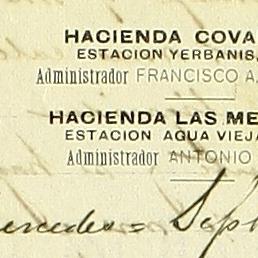 HACIENDA COVA
ESTACION YERBANIS,
Administrador FRANCISCO A.
HACIENDA LAS ME
ESTACION AGUA VIEJA
Administrador ANTONIO
ercedes = Sept